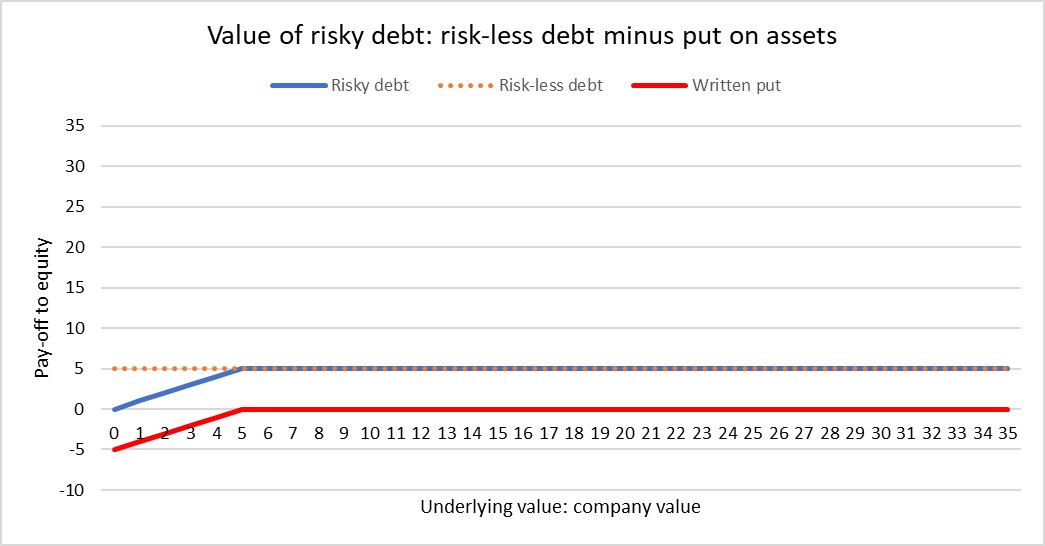 Value of risky debt: risk-less debt minus put on assets
Risky debt Risk-less debt Written put
35
30
25
20
15
10
5
0
-5
-10
Pay-off to equity
0 1 2 3 4 5 6 7 8 9 10 11 12 13 14 15 16 17 18 19 20 21 22 23 24 25 26 27 28 29 30 31 32 33 34 35
Underlying value: company value